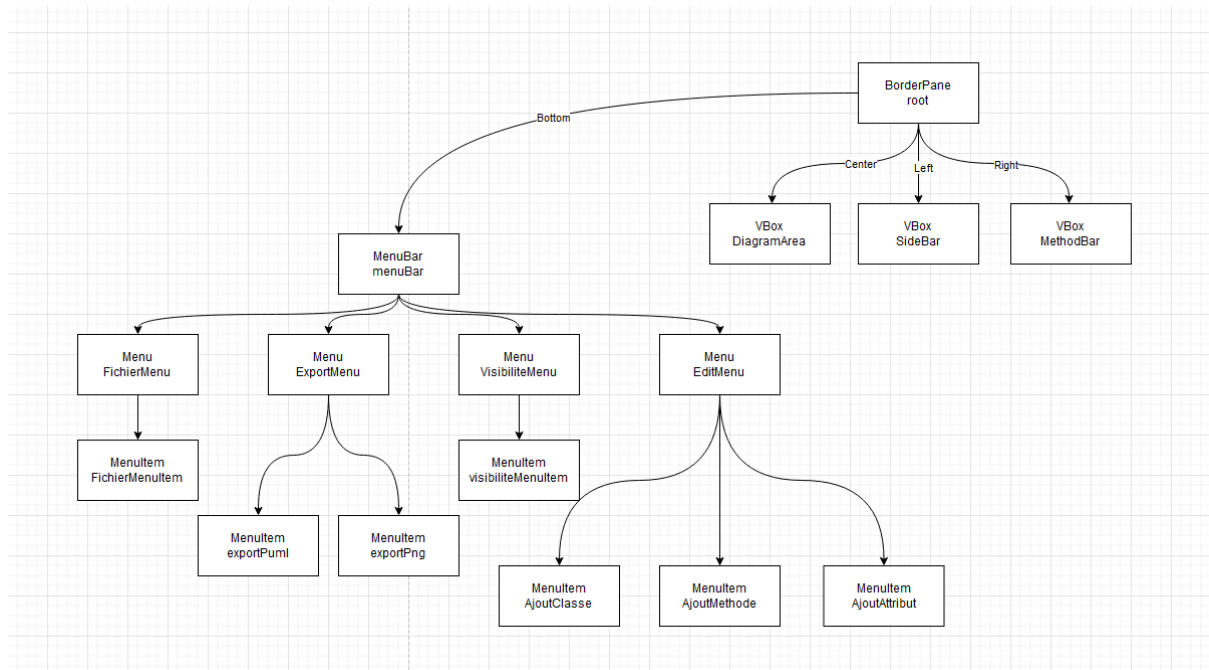 BorderPane
root
Bottom
Center
Left
Right
VBox
DiagramArea
VBox
SideBar
VBox
MethodBar
MenuBar
menuBar
Menu
FichierMenu
Menu
ExportMenu
Menu
VisibiliteMenu
Menu
EditMenu
MenuItem
FichierMenuItem
MenuItem
visibiliteMenuItem
MenuItem
exportPuml
MenuItem
exportPng
MenuItem
AjoutClasse
MenuItem
AjoutMethode
MenuItem
AjoutAttribut